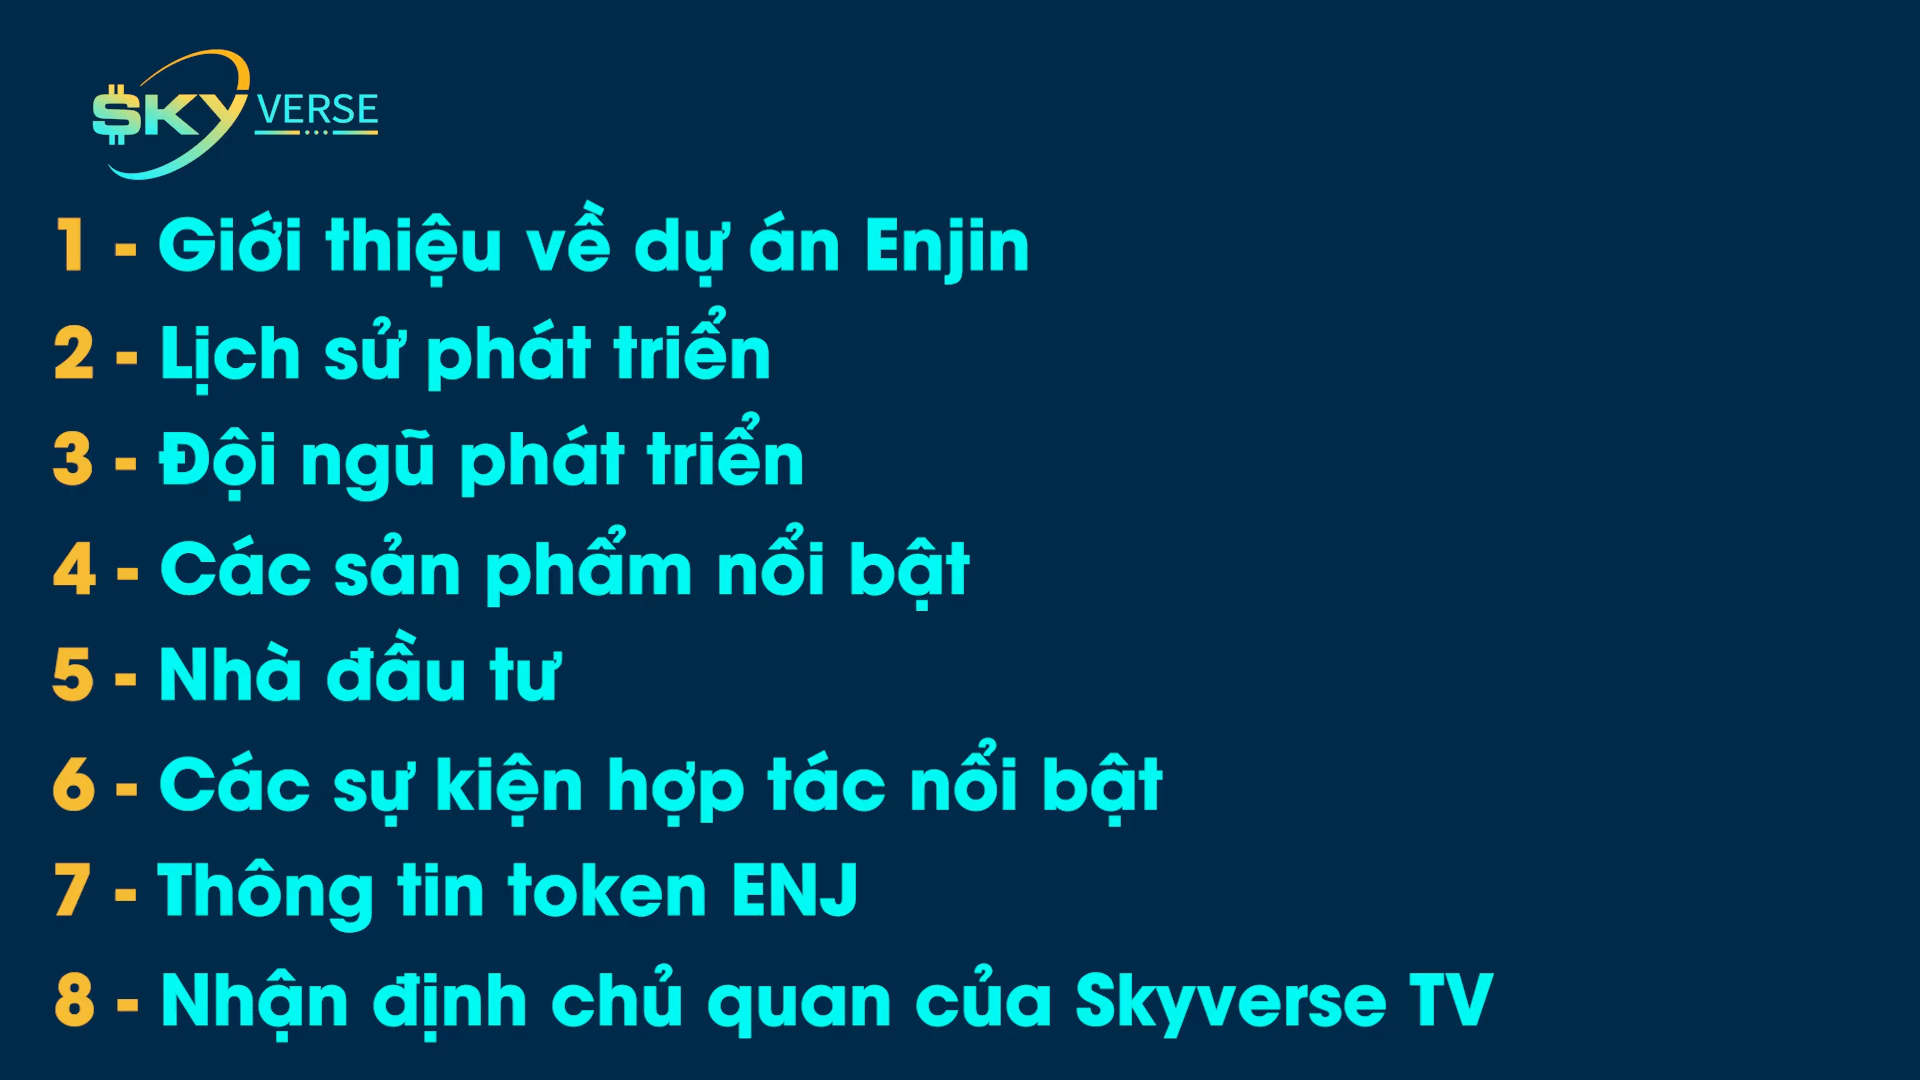 $KY VERSE
1 - Giới thiệu về dự án Enjin
2 - Lịch sử phát triển
3 - Đội ngũ phát triển
4 - Các sản phẩm nổi bật
5 - Nhà đầu tư
6 - Các sự kiện hợp tác nổi bật
7 - Thông tin token ENJ
8 - Nhận định chủ quan của Skyverse TV